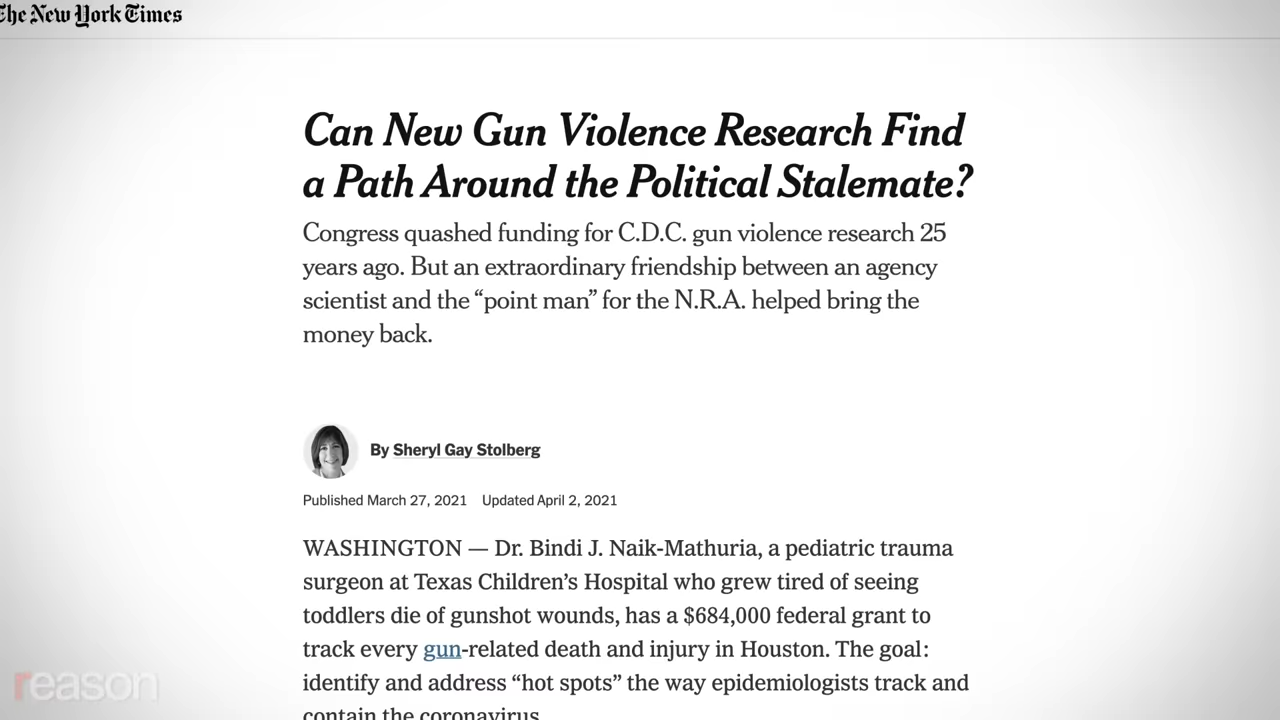 The New York Times
Can New Gun Violence Research Find
a Path Around the Political Stalemate?
Congress quashed funding for C.D.C. gun violence research 25
years ago. But an extraordinary friendship between an agency
scientist and the “point man” for the N.R.A. helped bring the
money back.
By Sheryl Gay Stolberg
Published March 27, 2021 Updated April 2, 2021
WASHINGTON — Dr. Bindi J. Naik-Mathuria, a pediatric trauma
surgeon at Texas Children’s Hospital who grew tired of seeing
toddlers die of gunshot wounds, has a $684,000 federal grant to
track every gun-related death and injury in Houston. The goal:
identify and address “hot spots” the way epidemiologists track and
contain the coronavirus.
reason